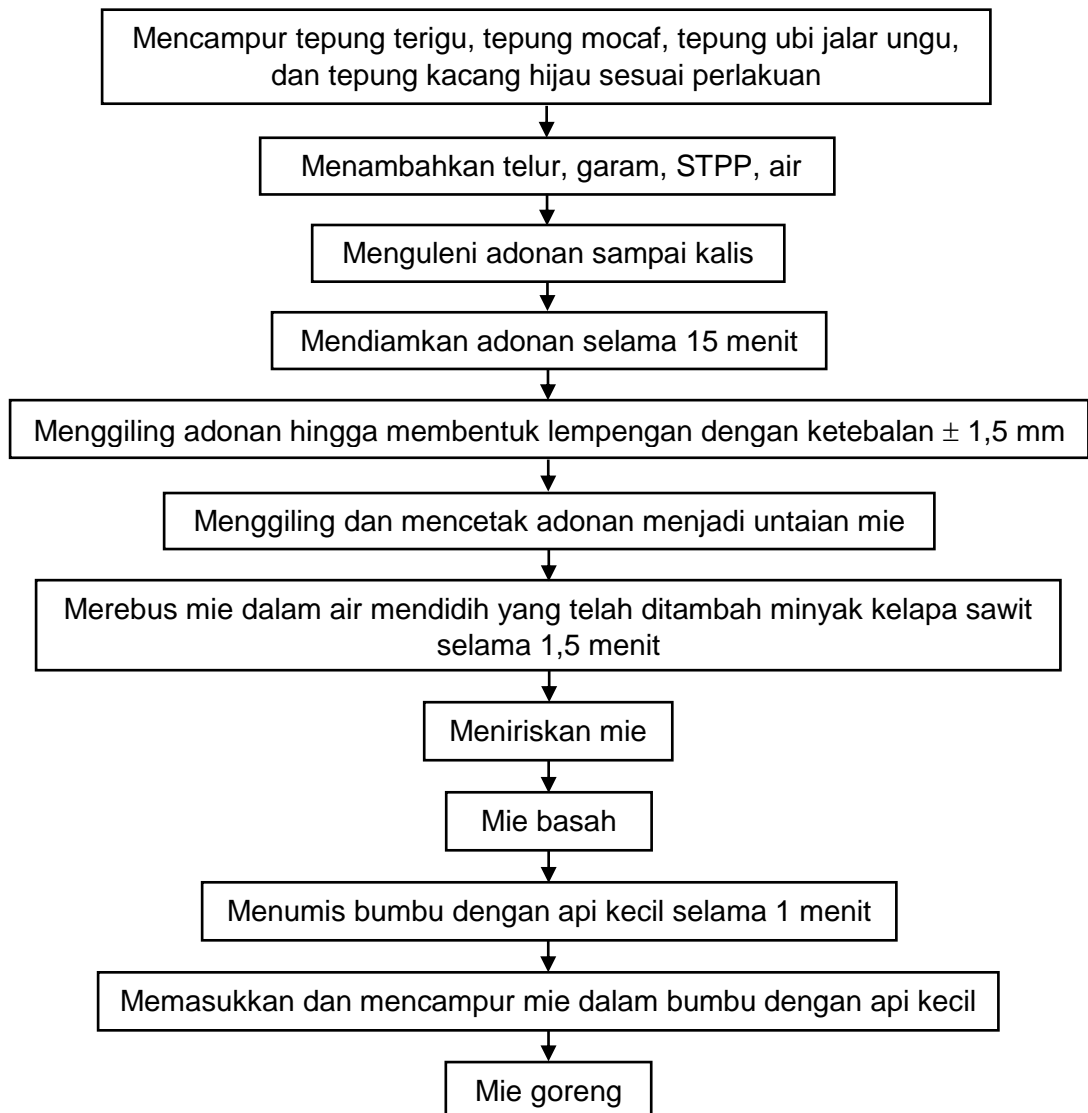 Mencampur tepung terigu, tepung mocaf, tepung ubi jalar ungu,
dan tepung kacang hijau sesuai perlakuan
Menambahkan telur, garam, STPP, air
Menguleni adonan sampai kalis
Mendiamkan adonan selama 15 menit
Menggiling adonan hingga membentuk lempengan dengan ketebalan ± 1,5 mm
Menggiling dan mencetak adonan menjadi untaian mie
Merebus mie dalam air mendidih yang telah ditambah minyak kelapa sawit
selama 1,5 menit
Meniriskan mie
Mie basah
Menumis bumbu dengan api kecil selama 1 menit
Memasukkan dan mencampur mie dalam bumbu dengan api kecil
Mie goreng